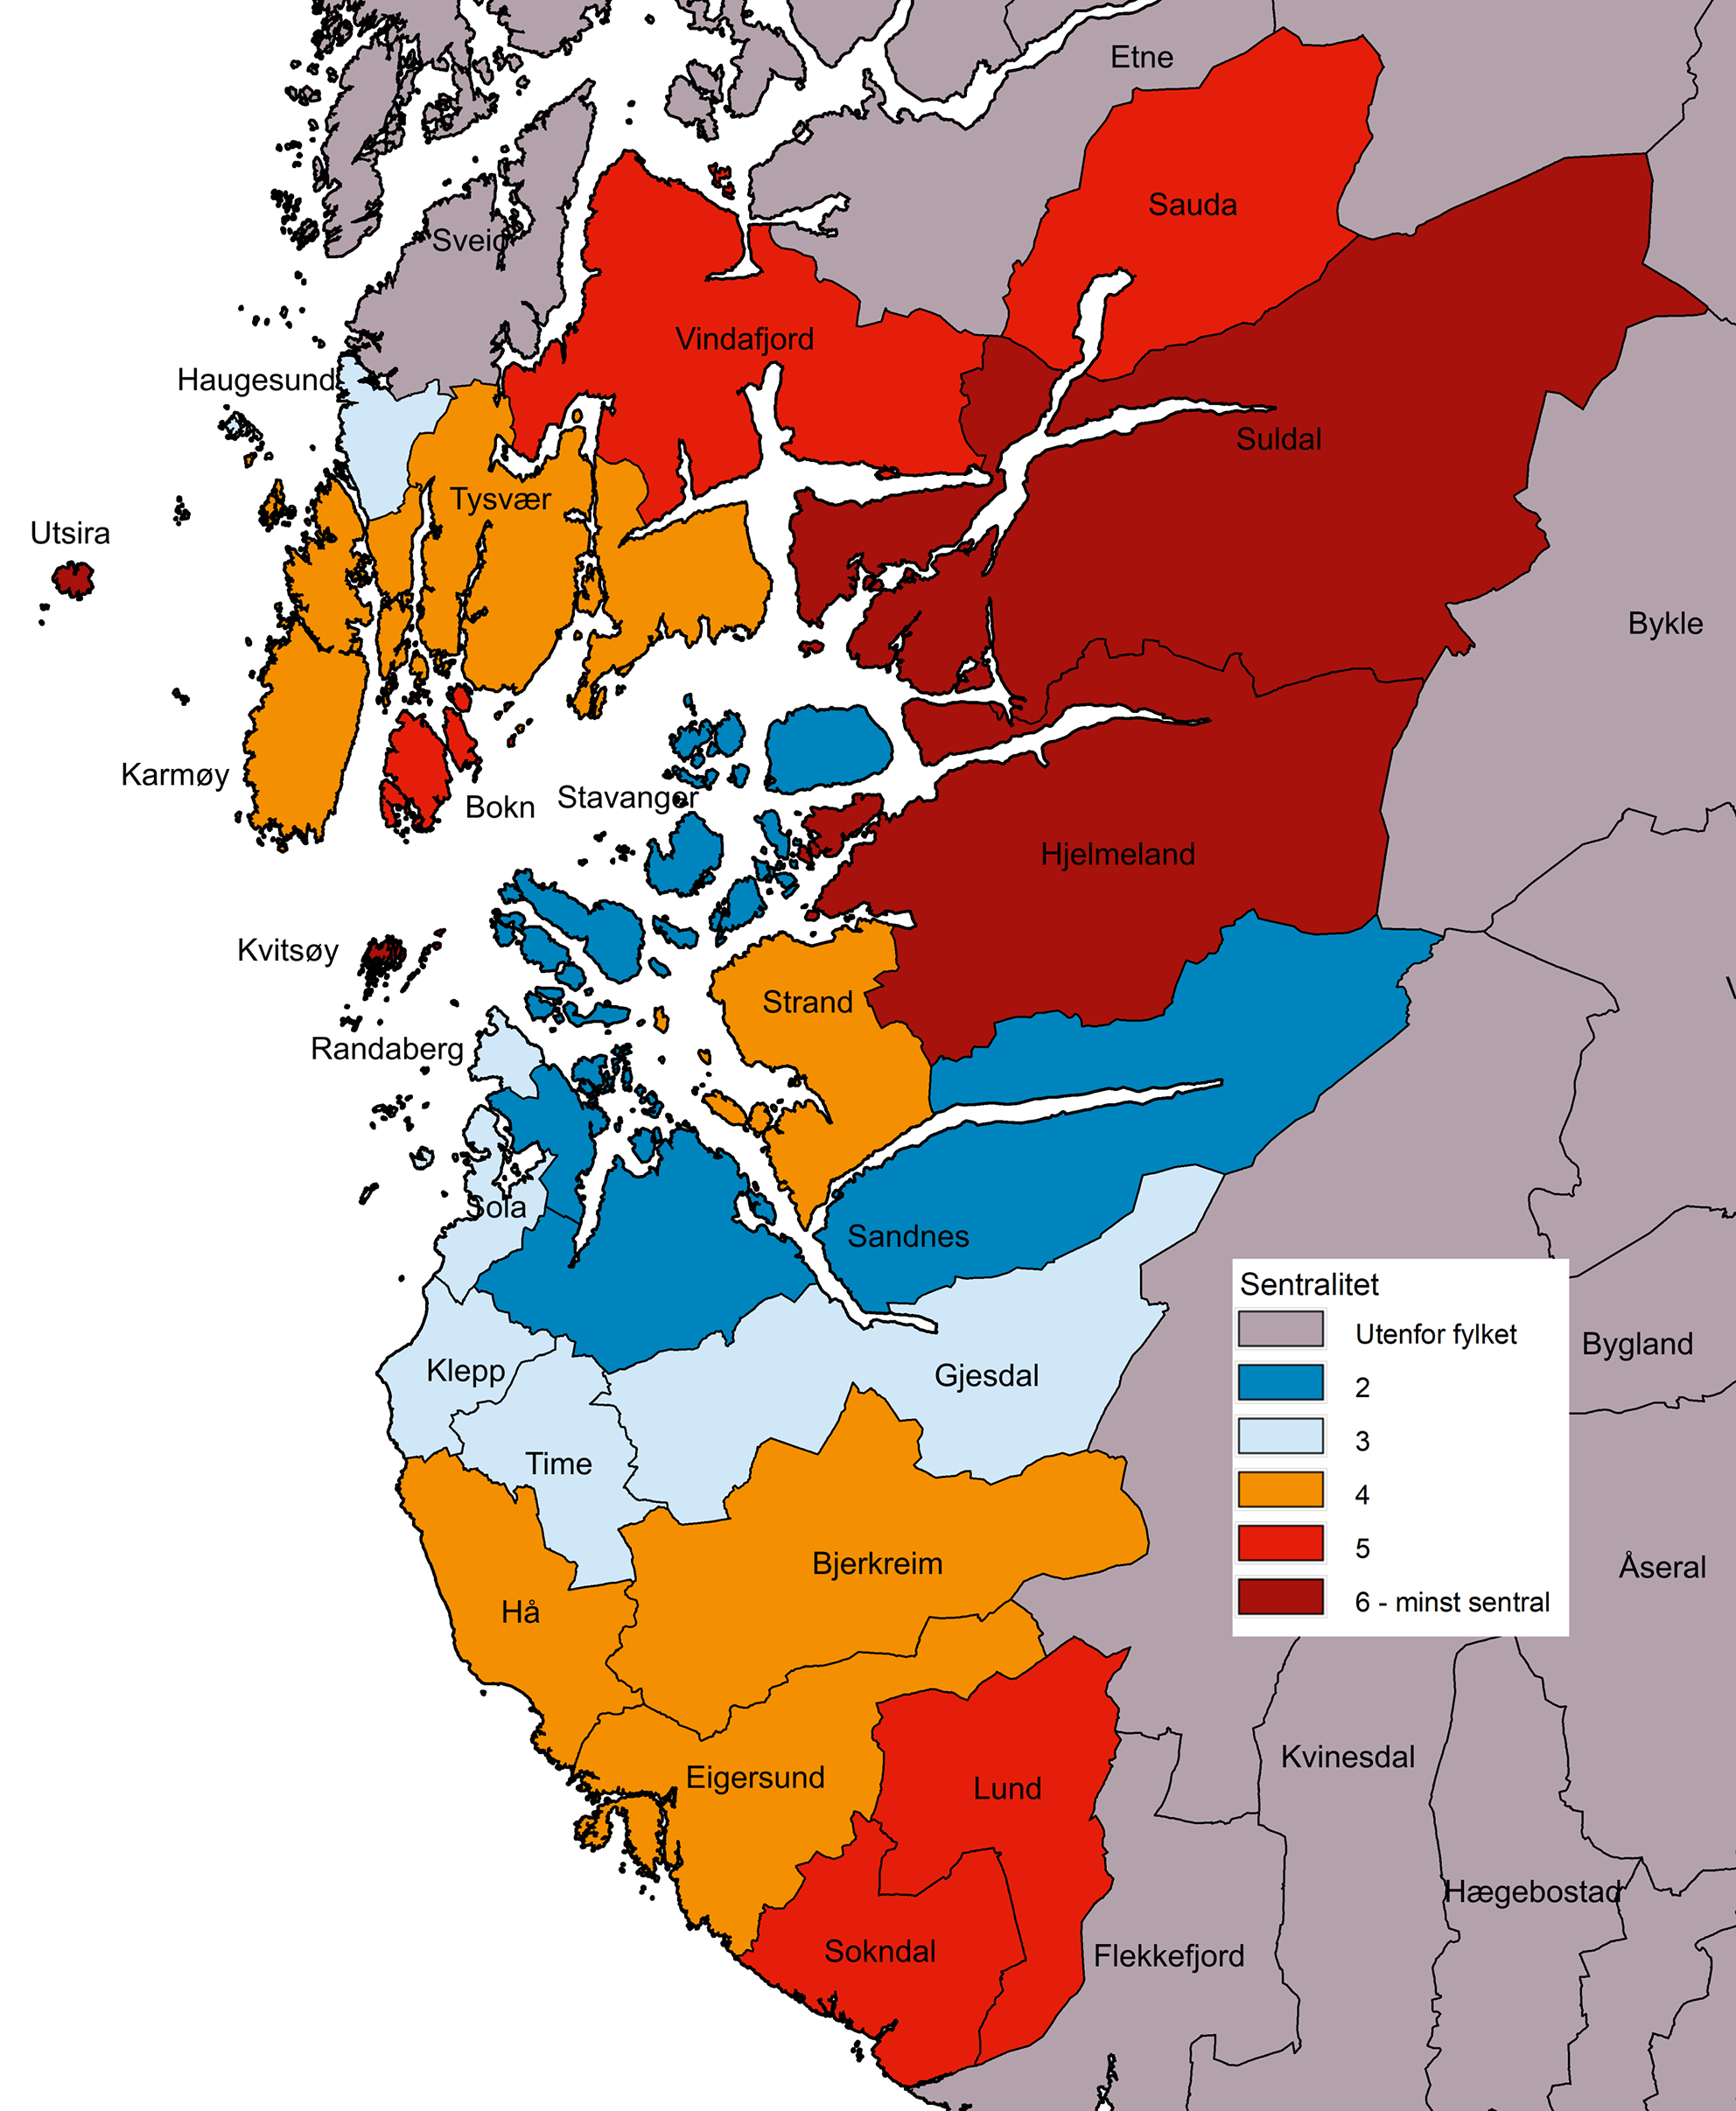 Etne
Sauda
Sveio
Vindafjord
Haugesund
Suldal
Tysvær
Utsira
Bykle
Karmøy
Stavanger
Bokn
Hjelmeland
Kvitsøy
Strand
Randaberg
Sola
Sandnes
Sentralitet
Utenfor fylket
2
3
4
5
6 - minst sentral
Bygland
Klepp
Gjesdal
Time
Bjerkreim
Åseral
Hå
Kvinesdal
Eigersund
Lund
Hægebostad
Sokndal
Flekkefjord